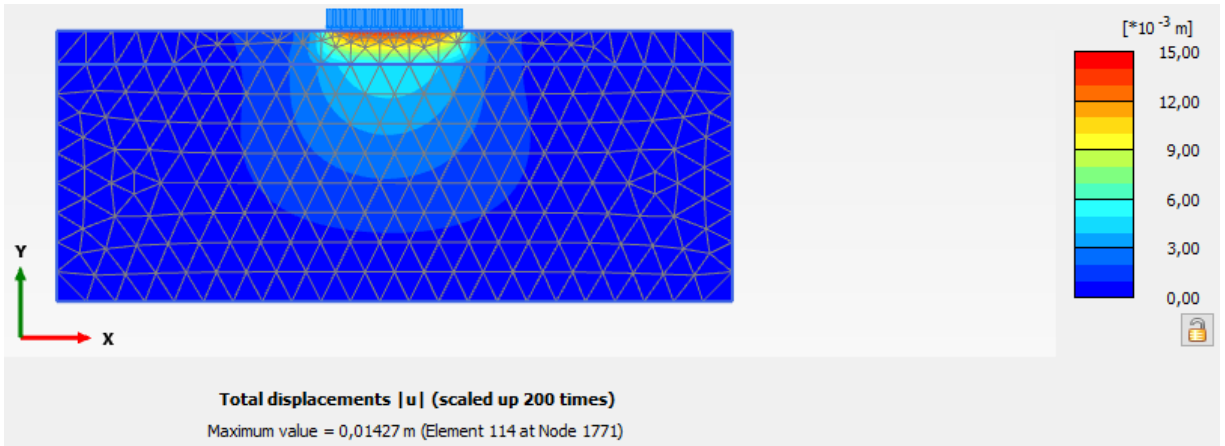 [*10 -3 m]
15,00
12,00
9,00
6,00
3,00
0,00
Y
X
Total displacements |u| (scaled up 200 times)
Maximum value = 0,01427 m (Element 114 at Node 1771)